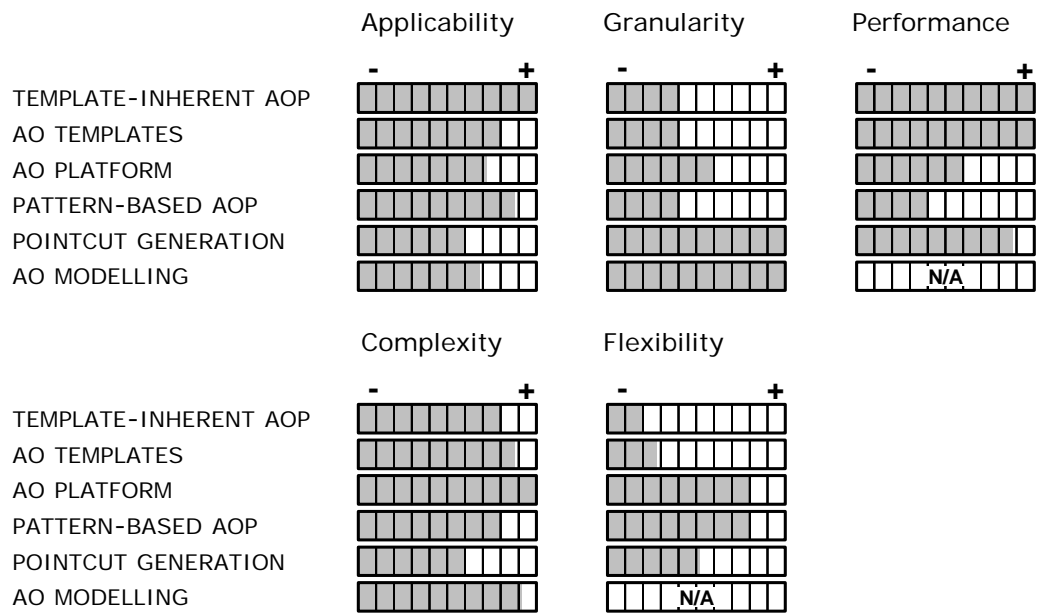 Applicability Granularity Performance
- + - + - +
TEMPLATE-INHERENT AOP
AO TEMPLATES
AO PLATFORM
PATTERN-BASED AOP
POINTCUT GENERATION
AO MODELLING N/A
Complexity Flexibility
- + - +
TEMPLATE-INHERENT AOP
AO TEMPLATES
AO PLATFORM
PATTERN-BASED AOP
POINTCUT GENERATION
AO MODELLING N/A